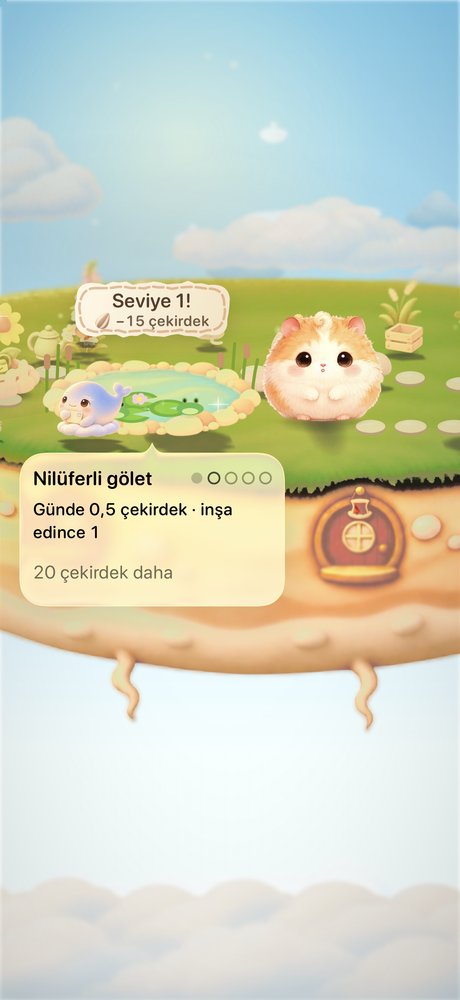 Seviye 1!
−15 çekirdek
Nilüferli gölet
Günde 0,5 çekirdek · inşa
edince 1
20 çekirdek daha